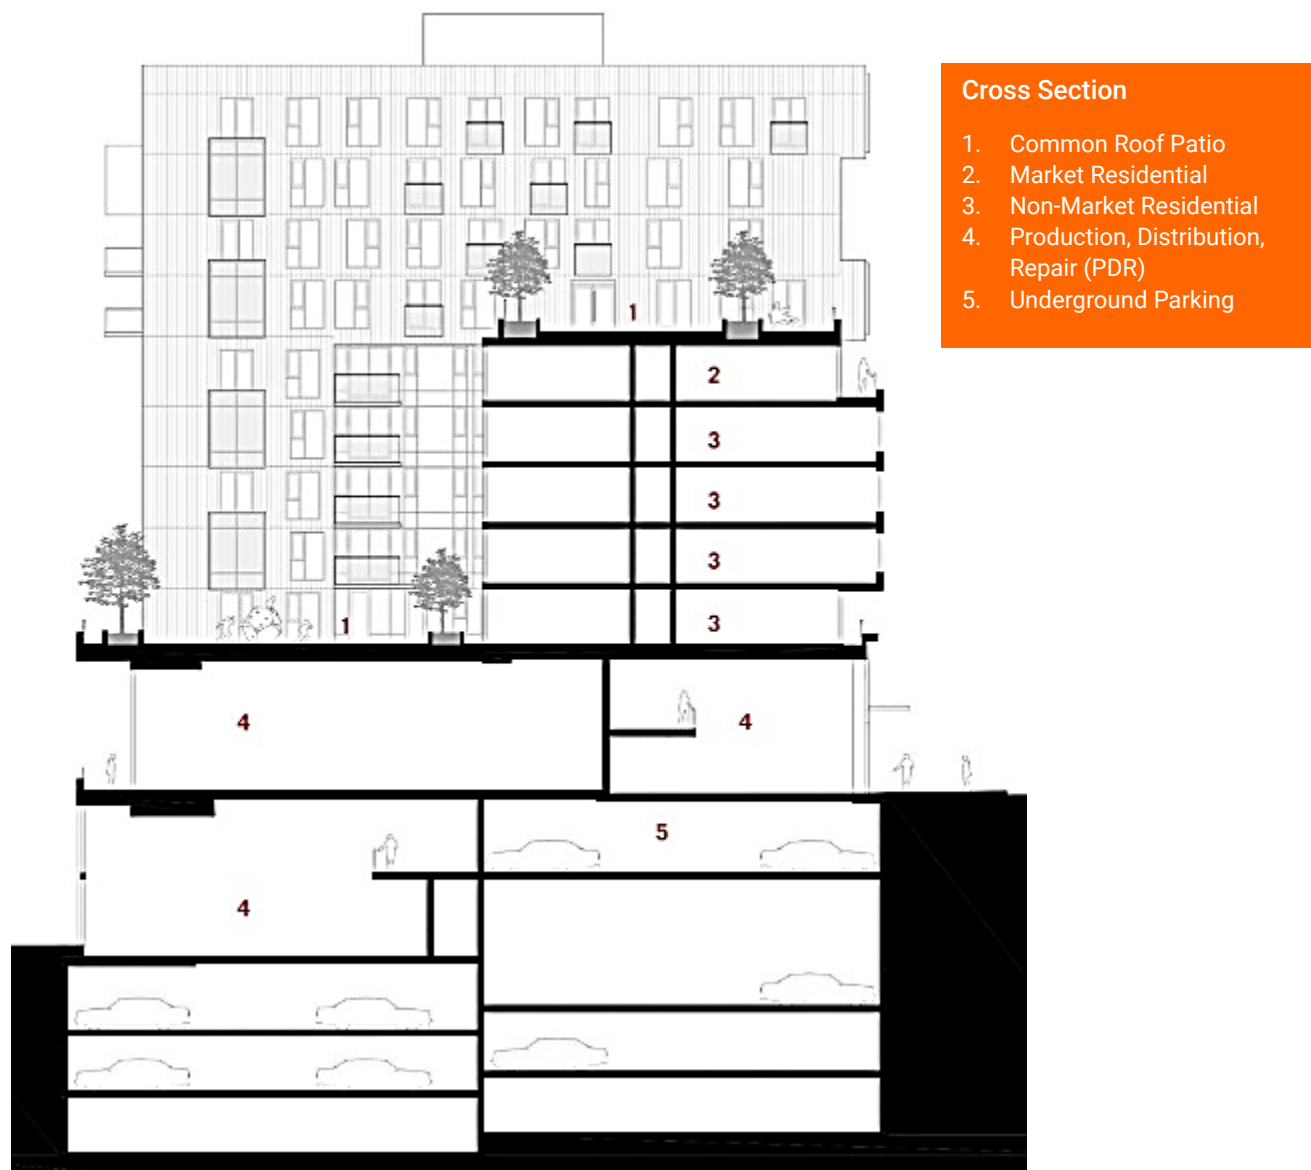 Cross Section
1. Common Roof Patio
2. Market Residential
3. Non-Market Residential
4. Production, Distribution,
Repair (PDR)
5. Underground Parking
1
2
3
3
3
3
1
4
4
5
4